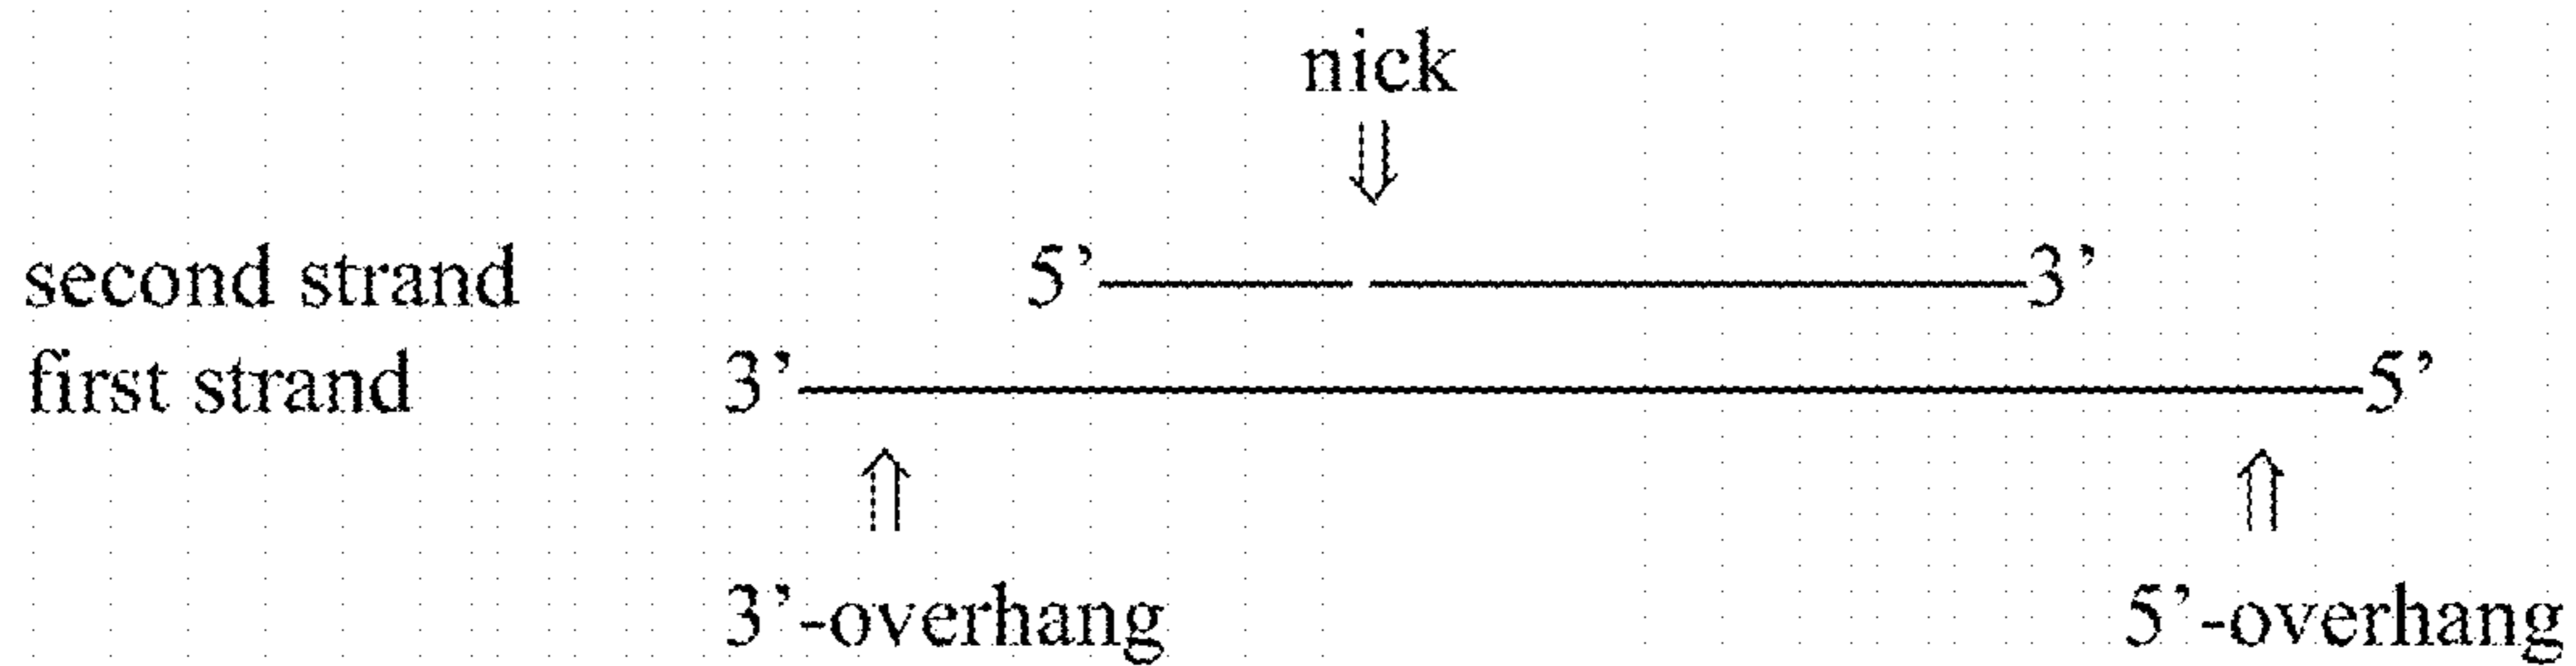 nick
⇓
second strand 5’ 3’
first strand 3’ 5’
⇑ ⇑
3’-overhang 5’-overhang